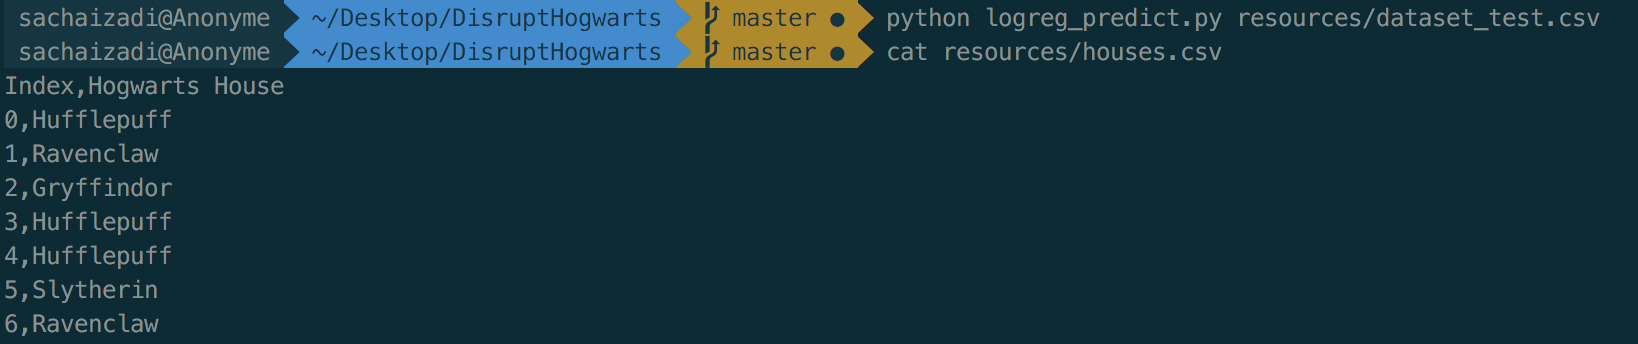 sachaizadi@Anonyme ~/Desktop/DisruptHogwarts master ● python logreg_predict.py resources/dataset_test.csv
sachaizadi@Anonyme ~/Desktop/DisruptHogwarts master ● cat resources/houses.csv
Index,Hogwarts House
0,Hufflepuff
1,Ravenclaw
2,Gryffindor
3,Hufflepuff
4,Hufflepuff
5,Slytherin
6,Ravenclaw